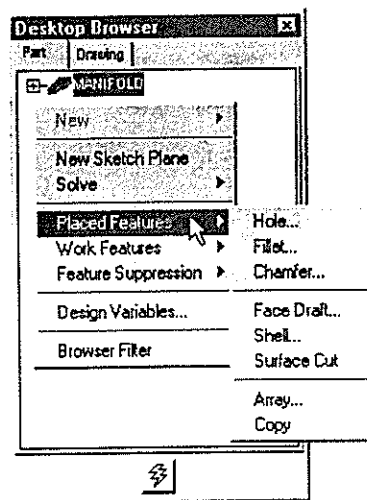 Desktop Browser
Part Drawing
MANIFOLD
New
New Sketch Plane
Solve
Placed Features
Work Features
Feature Suppression
Design Variables...
Browser Filter
Hole...
Fillet...
Chamfer...
Face Draft...
Shell...
Surface Cut
Array...
Copy